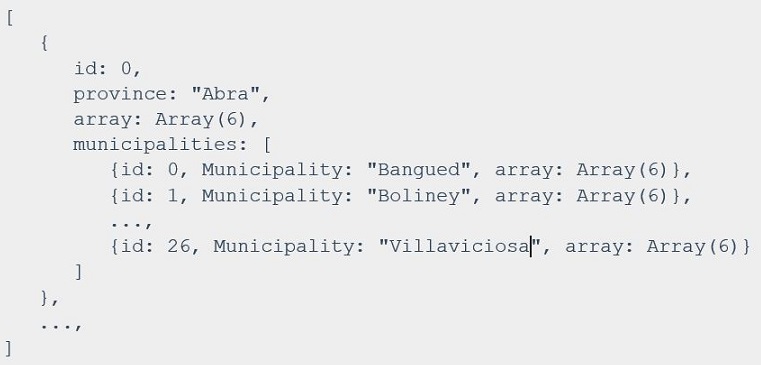 [
{
id: 0,
province: "Abra",
array: Array(6),
municipalities: [
{id: 0, Municipality: "Bangued", array: Array(6)},
{id: 1, Municipality: "Boliney", array: Array(6)},
...,
{id: 26, Municipality: "Villaviciosa", array: Array(6)}
]
},
...,
]